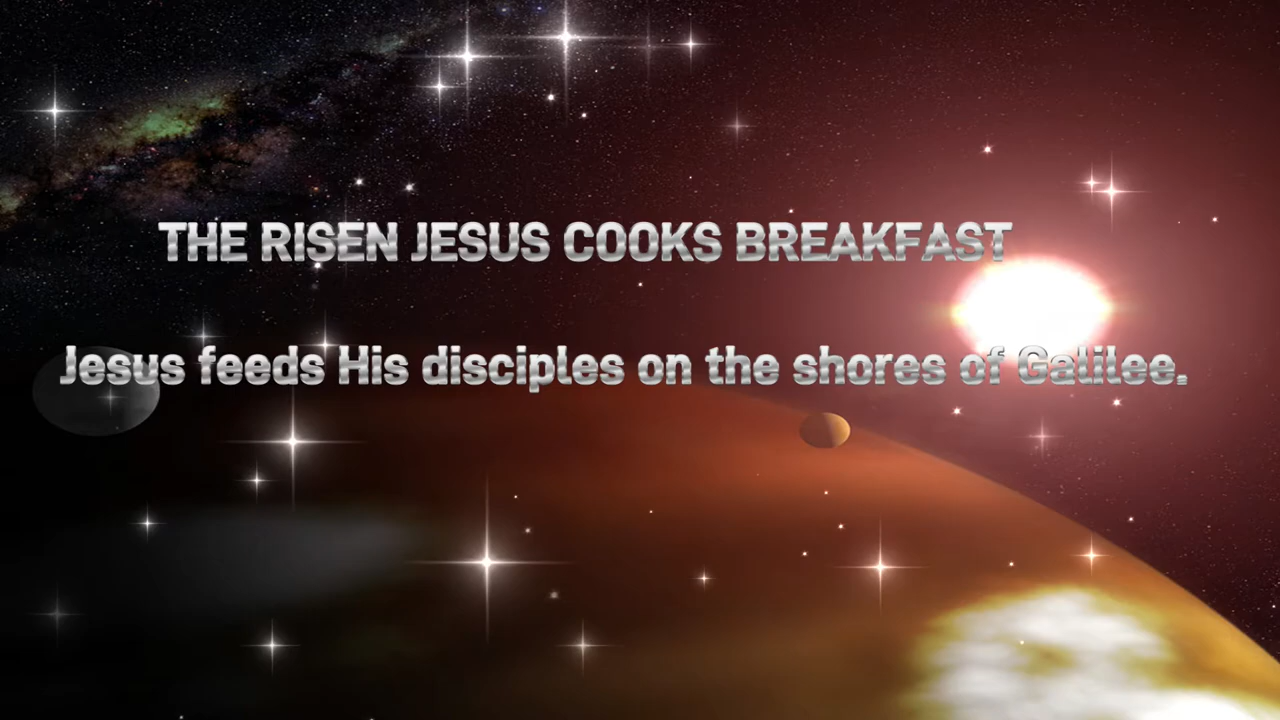 THE RISEN JESUS COOKS BREAKFAST
Jesus feeds His disciples on the shores of Galilee.